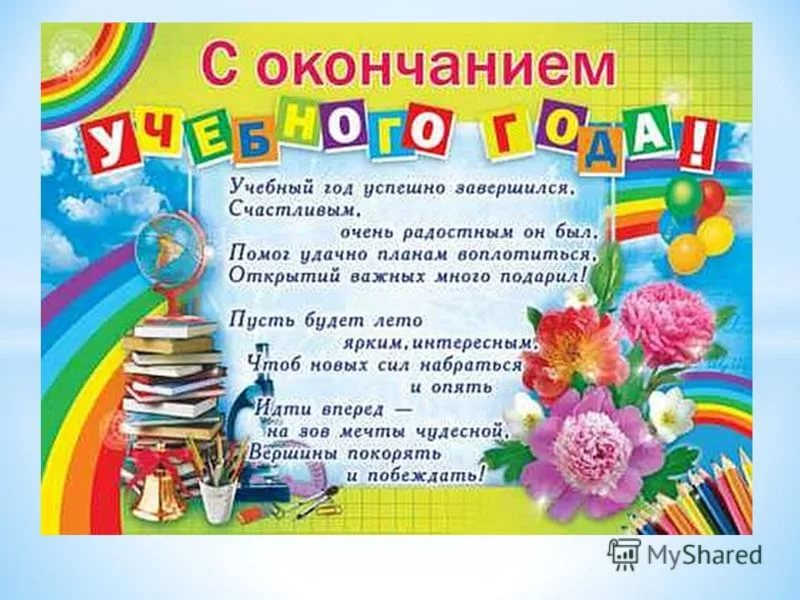 С окончанием
УЧЕБНОГО ГОДА!
Учебный год успешно завершился,
Счастливым,
очень радостным он был,
Помог удачно планам воплотиться,
Открытий важных много подарил!
Пусть будет лето
ярким, интересным,
Чтоб новых сил набраться
и опять
Идти вперед —
на зов мечты чудесной,
Вершины покорять
и побеждать!
MyShared